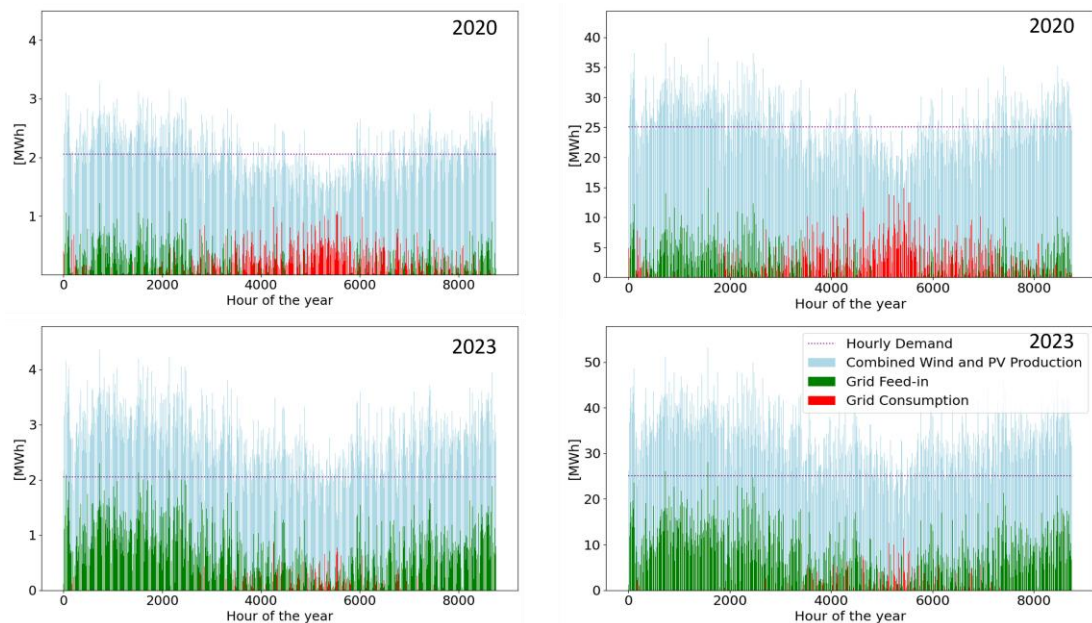 2020
4
3
2
1
[MWh]
0 2000 4000 6000 8000
Hour of the year
2020
40
35
30
25
20
15
10
5
0
[MWh]
0 2000 4000 6000 8000
Hour of the year
2023
4
3
2
1
0
[MWh]
0 2000 4000 6000 8000
Hour of the year
2023
50
40
30
20
10
0
[MWh]
Hourly Demand
Combined Wind and PV Production
Grid Feed-in
Grid Consumption
0 2000 4000 6000 8000
Hour of the year